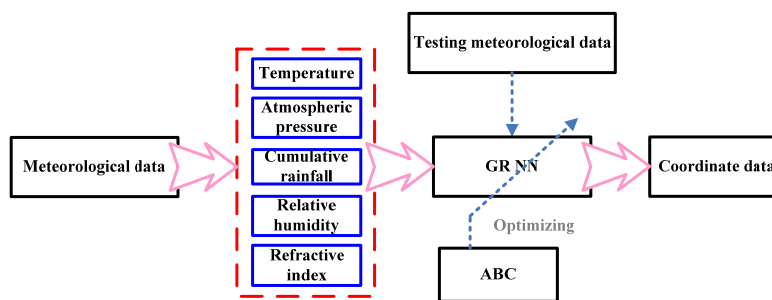 Testing meteorological data
Temperature
Atmospheric
pressure
Meteorological data
Cumulative
rainfall
GR NN
Coordinate data
Relative
humidity
Optimizing
Refractive
index
ABC